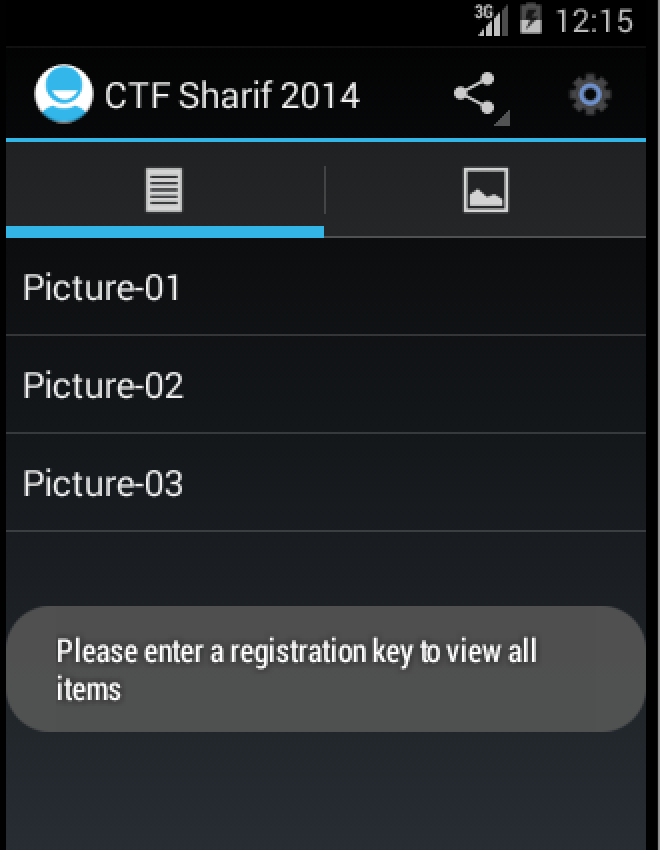 3G 12:15
CTF Sharif 2014
Picture-01
Picture-02
Picture-03
Please enter a registration key to view all
items